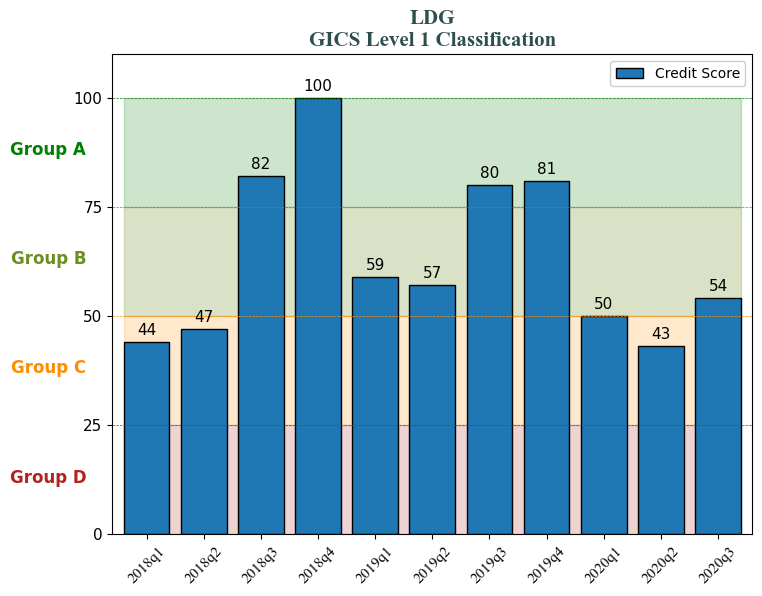 LDG
GICS Level 1 Classification
Credit Score
100
75
50
25
0
Group A
Group B
Group C
Group D
44
47
82
100
59
57
80
81
50
43
54
2018q1
2018q2
2018q3
2018q4
2019q1
2019q2
2019q3
2019q4
2020q1
2020q2
2020q3